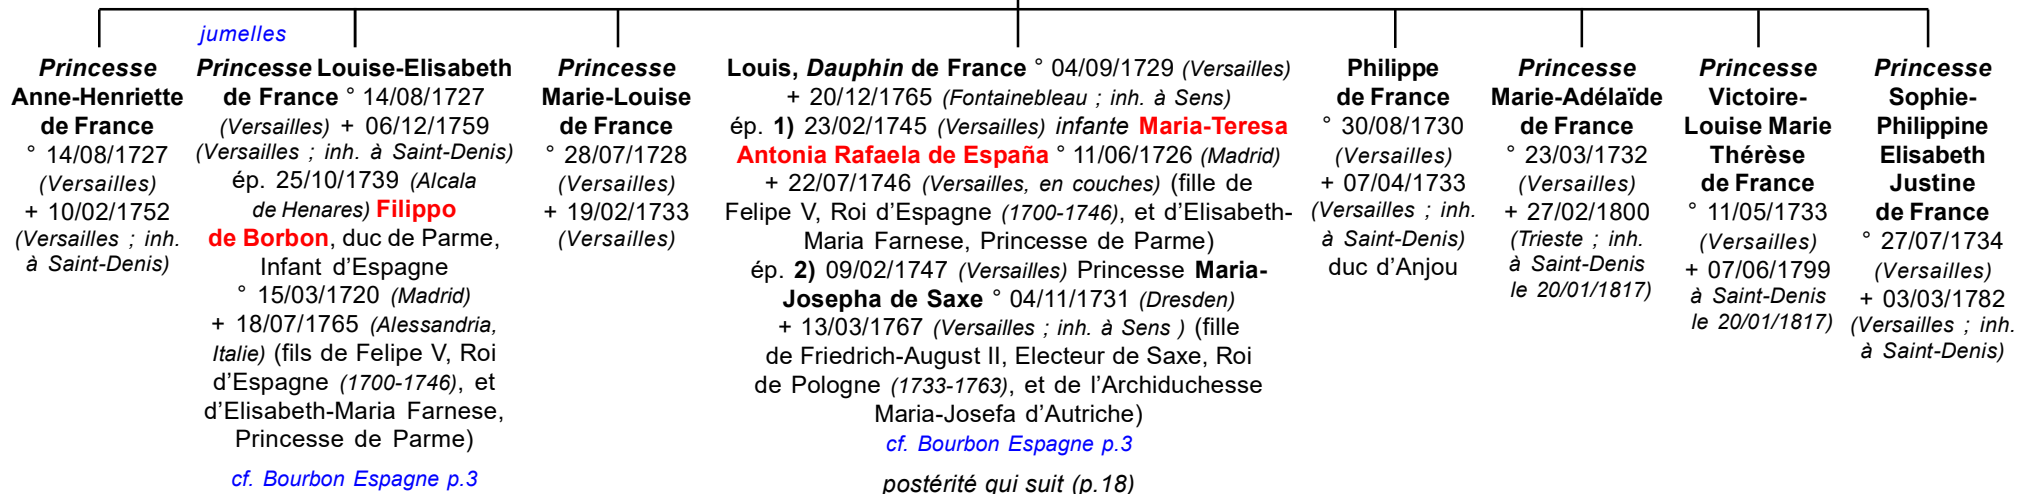 jumelles
Princesse
Anne-Henriette
de France
° 14/08/1727
(Versailles)
+ 10/02/1752
(Versailles ; inh.
à Saint-Denis)
Princesse Louise-Elisabeth
de France ° 14/08/1727
(Versailles) + 06/12/1759
(Versailles ; inh. à Saint-Denis)
ép. 25/10/1739 (Alcala
de Henares) Filippo
de Borbon, duc de Parme,
Infant d'Espagne
° 15/03/1720 (Madrid)
+ 18/07/1765 (Alessandria,
Italie) (fils de Felipe V, Roi
d'Espagne (1700-1746), et
d'Elisabeth-Maria Farnese,
Princesse de Parme)
cf. Bourbon Espagne p.3
Princesse
Marie-Louise
de France
° 28/07/1728
(Versailles)
+ 19/02/1733
(Versailles)
Louis, Dauphin de France ° 04/09/1729 (Versailles)
+ 20/12/1765 (Fontainebleau ; inh. à Sens)
ép. 1) 23/02/1745 (Versailles) infante Maria-Teresa
Antonia Rafaela de España ° 11/06/1726 (Madrid)
+ 22/07/1746 (Versailles, en couches) (fille de
Felipe V, Roi d'Espagne (1700-1746), et d'Elisabeth-
Maria Farnese, Princesse de Parme)
ép. 2) 09/02/1747 (Versailles) Princesse Maria-
Josepha de Saxe ° 04/11/1731 (Dresden)
+ 13/03/1767 (Versailles ; inh. à Sens ) (fille
de Friedrich-August II, Electeur de Saxe, Roi
de Pologne (1733-1763), et de l'Archiduchesse
Maria-Josefa d'Autriche)
cf. Bourbon Espagne p.3
postérité qui suit (p.18)
Philippe
de France
° 30/08/1730
(Versailles)
+ 07/04/1733
(Versailles ; inh.
à Saint-Denis)
duc d'Anjou
Princesse
Marie-Adélaïde
de France
° 23/03/1732
(Versailles)
+ 27/02/1800
(Trieste ; inh.
à Saint-Denis
le 20/01/1817)
Princesse
Victoire-
Louise Marie
Thérèse
de France
° 11/05/1733
(Versailles)
+ 07/06/1799
à Saint-Denis
le 20/01/1817)
Princesse
Sophie-
Philippine
Elisabeth
Justine
de France
° 27/07/1734
(Versailles)
+ 03/03/1782
(Versailles ; inh.
à Saint-Denis)